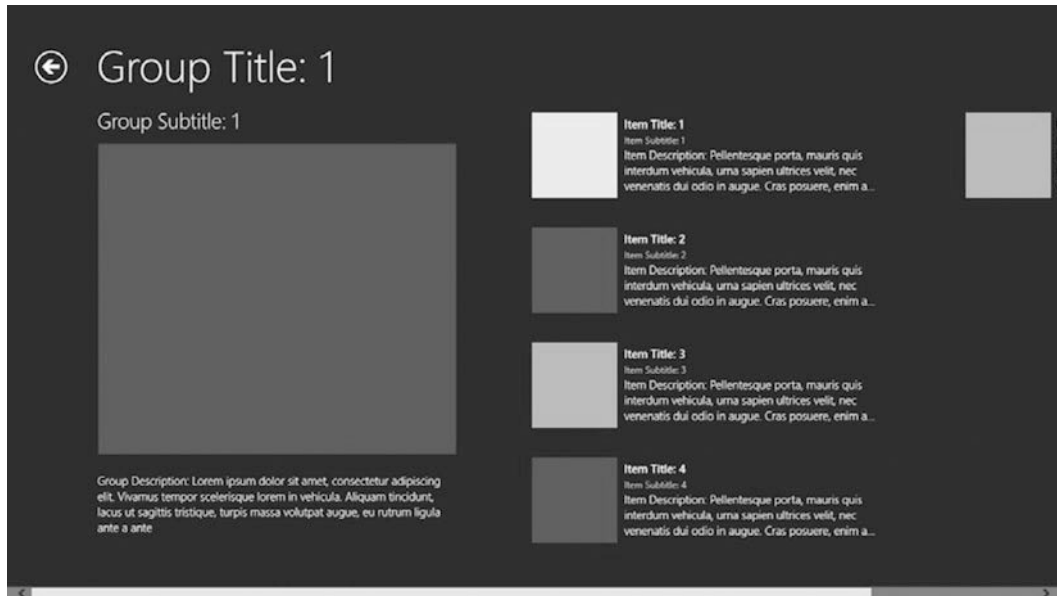 Group Title: 1
Group Subtitle: 1
Group Description: Lorem ipsum dolor sit amet, consectetur adipiscing
elit. Vivamus tempor scelerisque lorem in vehicula. Aliquam tincidunt,
lacus ut sagittis tristique, turpis massa volutpat augue, eu rutrum ligula
ante a ante
Item Title: 1
Item Subtitle: 1
Item Description: Pellentesque porta, mauris quis
interdum vehicula, urna sapien ultrices velit, nec
venenatis dui odio in augue. Cras posuere, enim a...
Item Title: 2
Item Subtitle: 2
Item Description: Pellentesque porta, mauris quis
interdum vehicula, urna sapien ultrices velit, nec
venenatis dui odio in augue. Cras posuere, enim a...
Item Title: 3
Item Subtitle: 3
Item Description: Pellentesque porta, mauris quis
interdum vehicula, urna sapien ultrices velit, nec
venenatis dui odio in augue. Cras posuere, enim a...
Item Title: 4
Item Subtitle: 4
Item Description: Pellentesque porta, mauris quis
interdum vehicula, urna sapien ultrices velit, nec
venenatis dui odio in augue. Cras posuere, enim a...